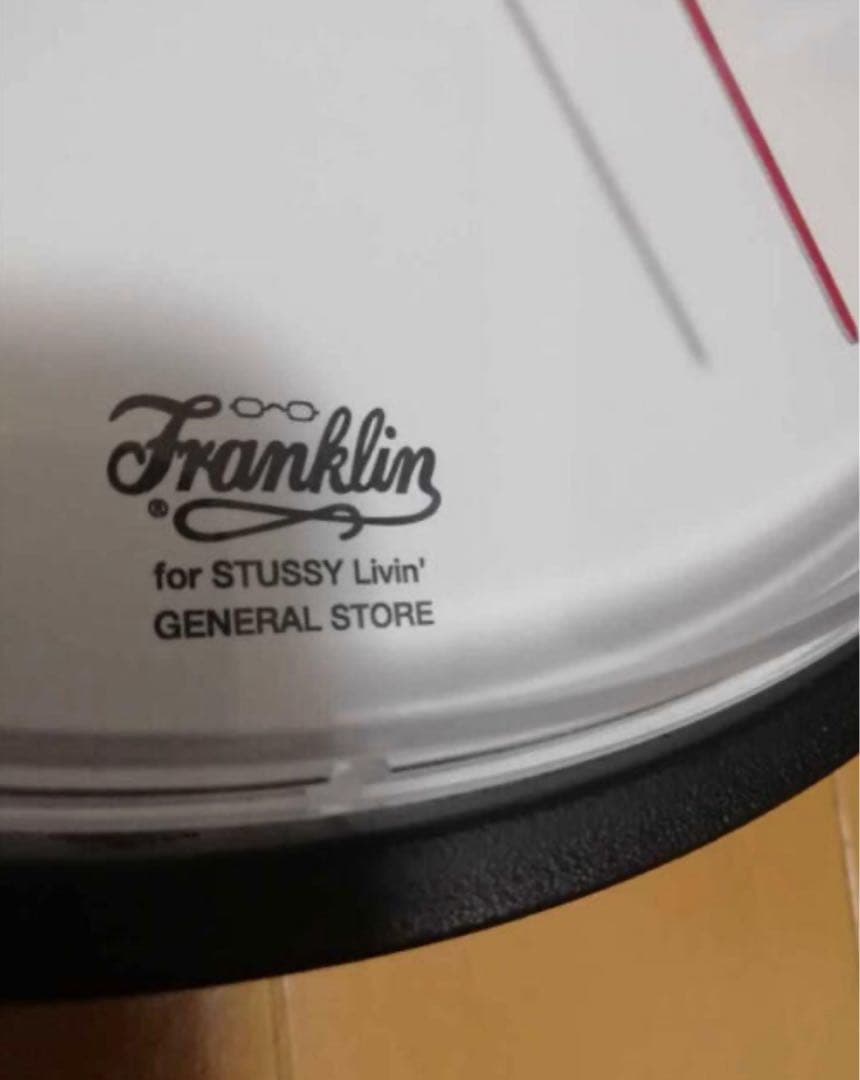 Franklin
®
for STUSSY Livin'
GENERAL STORE